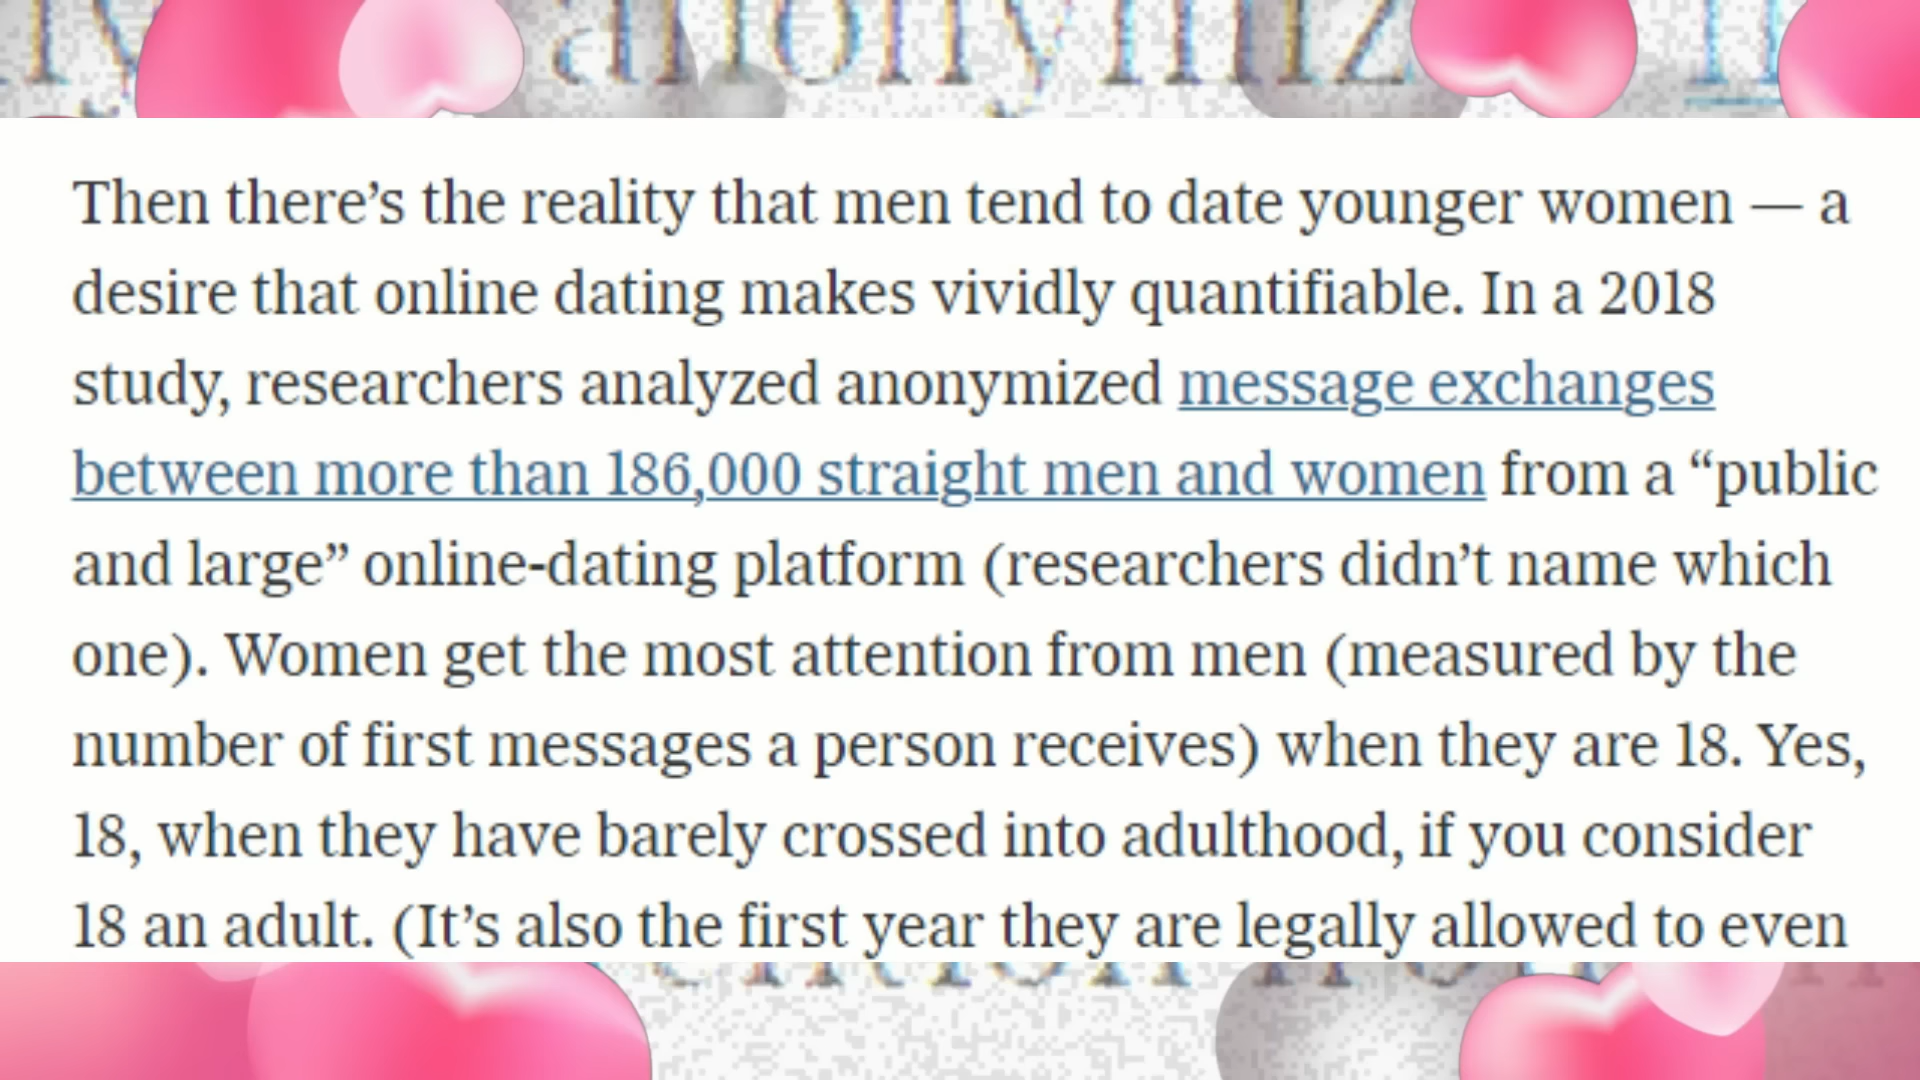 anonymiz
Then there’s the reality that men tend to date younger women — a
desire that online dating makes vividly quantifiable. In a 2018
study, researchers analyzed anonymized message exchanges
between more than 186,000 straight men and women from a “public
and large” online-dating platform (researchers didn’t name which
one). Women get the most attention from men (measured by the
number of first messages a person receives) when they are 18. Yes,
18, when they have barely crossed into adulthood, if you consider
18 an adult. (It’s also the first year they are legally allowed to even